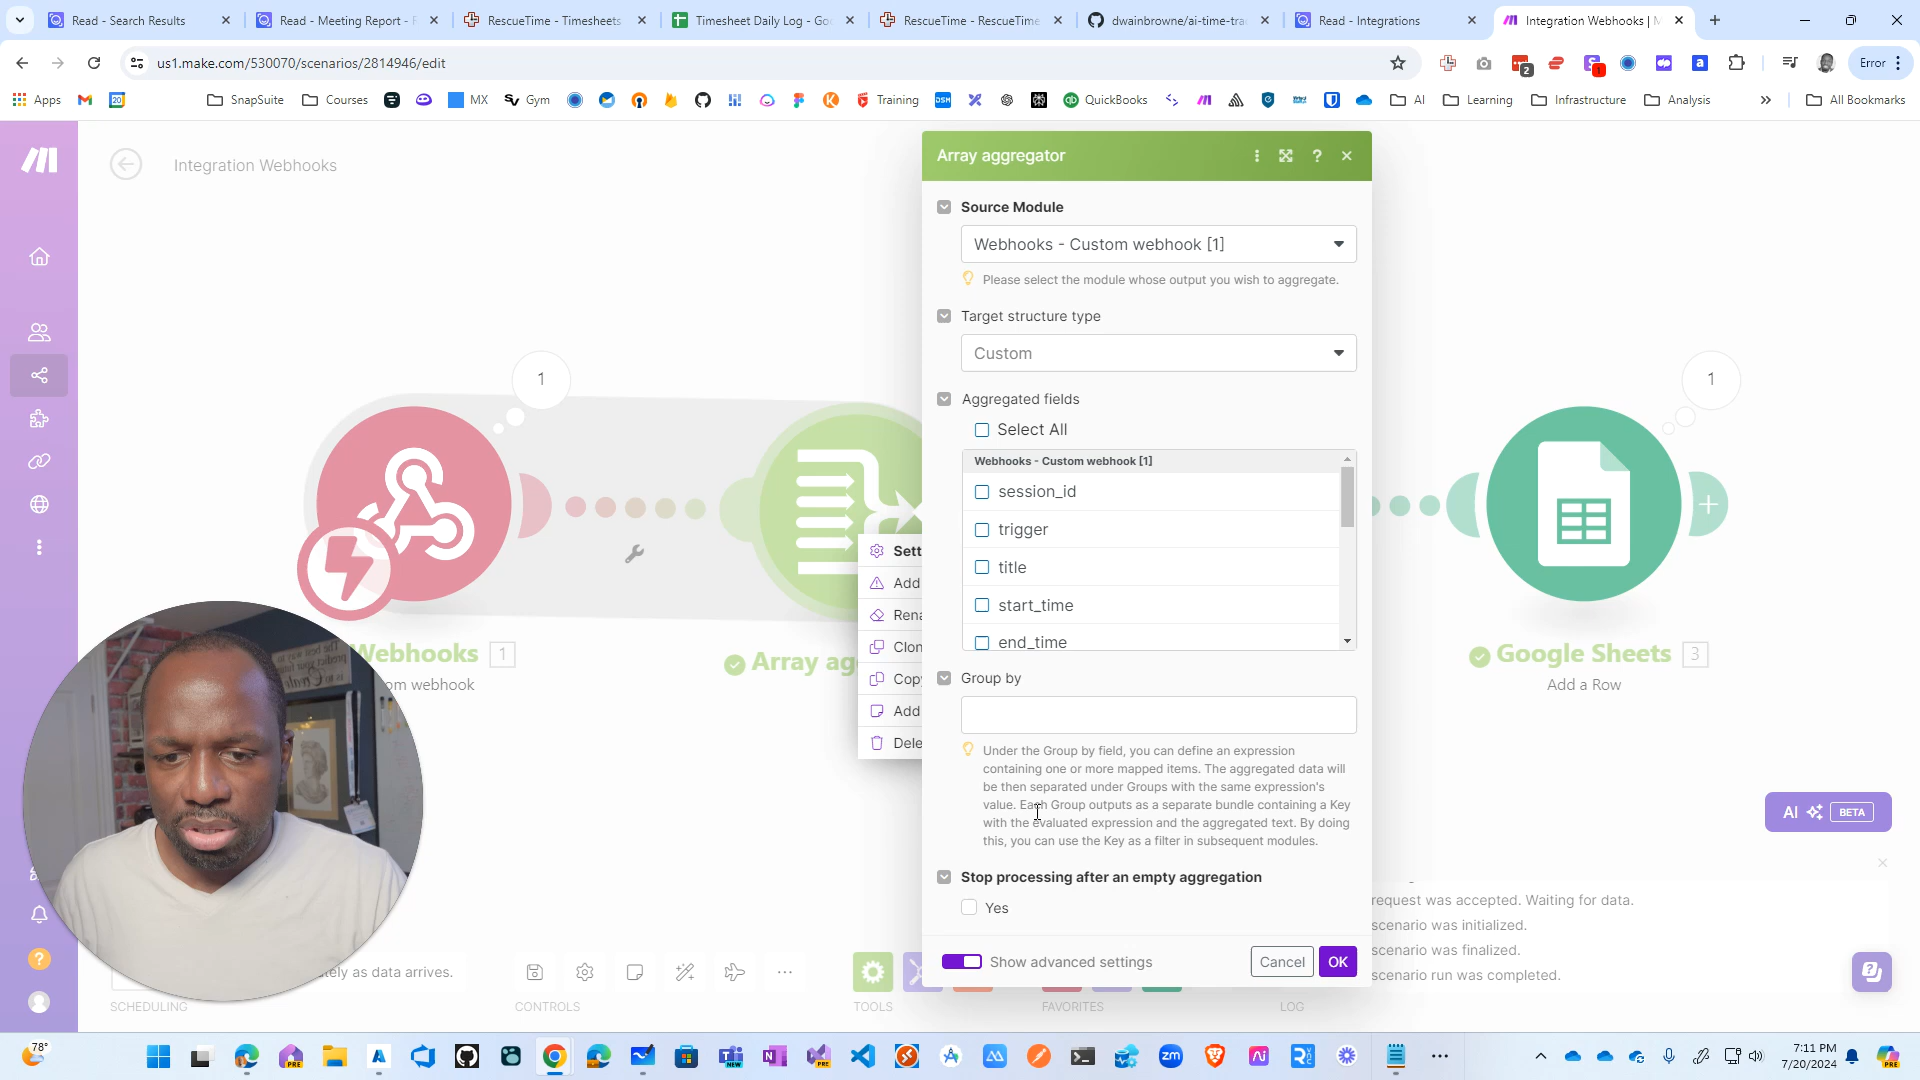 Read - Search Results
Read - Meeting Report - R
RescueTime - Timesheets
Timesheet Daily Log - Goo
RescueTime - RescueTime
dwainbrowne/ai-time-tra
Read - Integrations
Integration Webhooks | M
us1.make.com/530070/scenarios/2814946/edit
2
1
Error
Apps
SnapSuite
Courses
MX
Gym
Training
DSM
QuickBooks
AI
Learning
Infrastructure
Analysis
All Bookmarks
Integration Webhooks
Array aggregator
Source Module
Webhooks - Custom webhook [1]
Please select the module whose output you wish to aggregate.
Target structure type
Custom
Aggregated fields
Select All
Webhooks - Custom webhook [1]
session_id
trigger
title
start_time
end_time
Group by
Under the Group by field, you can define an expression
containing one or more mapped items. The aggregated data will
be then separated under Groups with the same expression's
value. Each Group outputs as a separate bundle containing a Key
with the evaluated expression and the aggregated text. By doing
this, you can use the Key as a filter in subsequent modules.
Stop processing after an empty aggregation
Yes
Show advanced settings
Cancel
OK
1
1
Webhooks 1
om webhook
Array ag
Sett
Add
Rena
Clon
Copy
Add
Dele
Google Sheets 3
Add a Row
AI BETA
request was accepted. Waiting for data.
scenario was initialized.
scenario was finalized.
scenario run was completed.
tely as data arrives.
SCHEDULING
CONTROLS
TOOLS
FAVORITES
LOG
78°
7:11 PM
7/20/2024